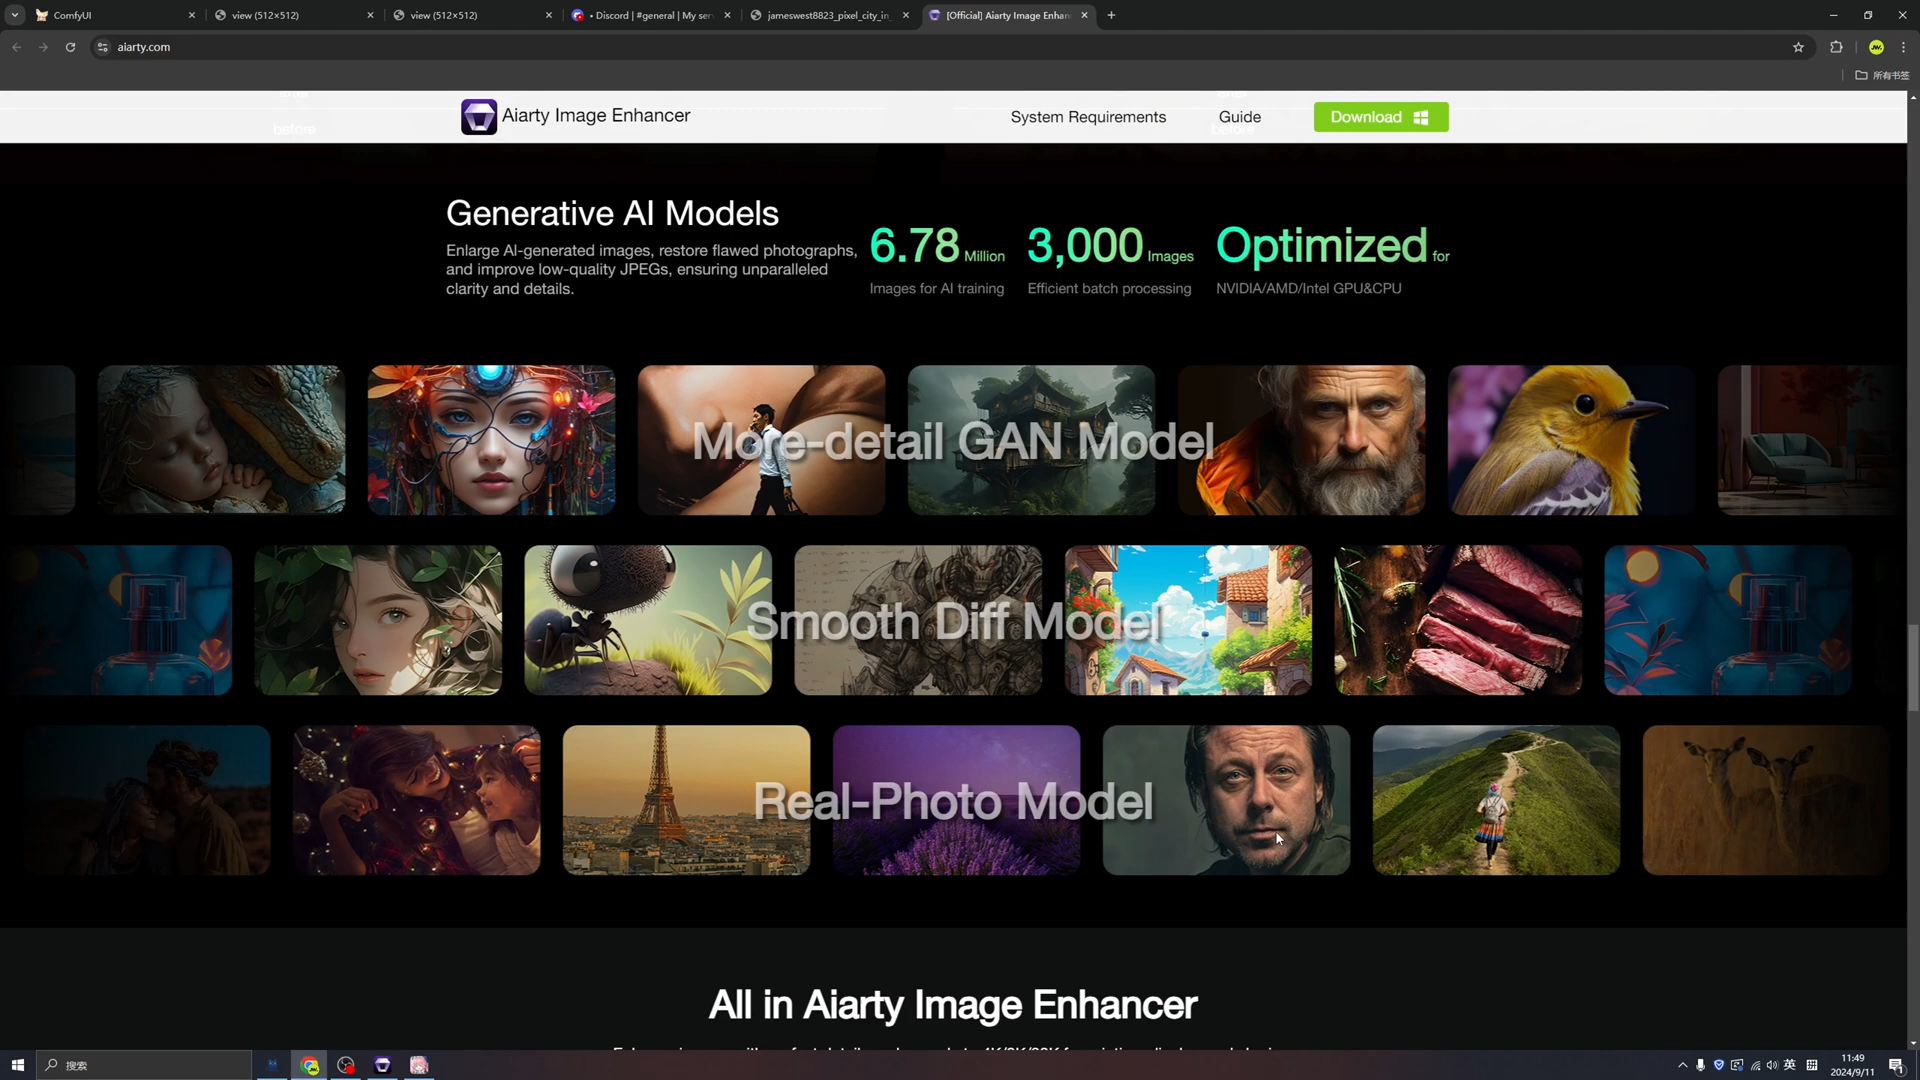 ComfyUI
view (512×512)
view (512×512)
• Discord | #general | My ser
jameswest8823_pixel_city_in_
[Official] Aiarty Image Enhan
aiarty.com
所有书签
before
before
Aiarty Image Enhancer
System Requirements
Guide
Download
Generative AI Models
Enlarge AI-generated images, restore flawed photographs,
and improve low-quality JPEGs, ensuring unparalleled
clarity and details.
6.78 Million
Images for AI training
3,000 Images
Efficient batch processing
Optimized for
NVIDIA/AMD/Intel GPU&CPU
More-detail GAN Model
Smooth Diff Model
Real-Photo Model
All in Aiarty Image Enhancer
搜索
英
11:49
2024/9/11